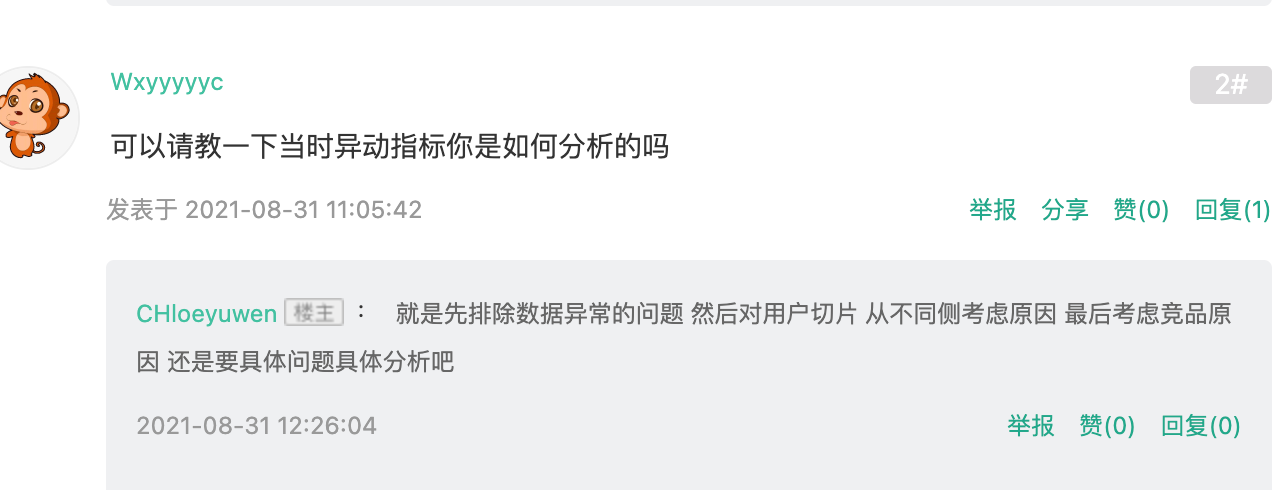 Wxyyyyyc
2#
可以请教一下当时异动指标你是如何分析的吗
发表于 2021-08-31 11:05:42
举报 分享 赞(0) 回复(1)
CHloeyuwen 楼主 : 就是先排除数据异常的问题 然后对用户切片 从不同侧考虑原因 最后考虑竞品原
因 还是要具体问题具体分析吧
2021-08-31 12:26:04
举报 赞(0) 回复(0)